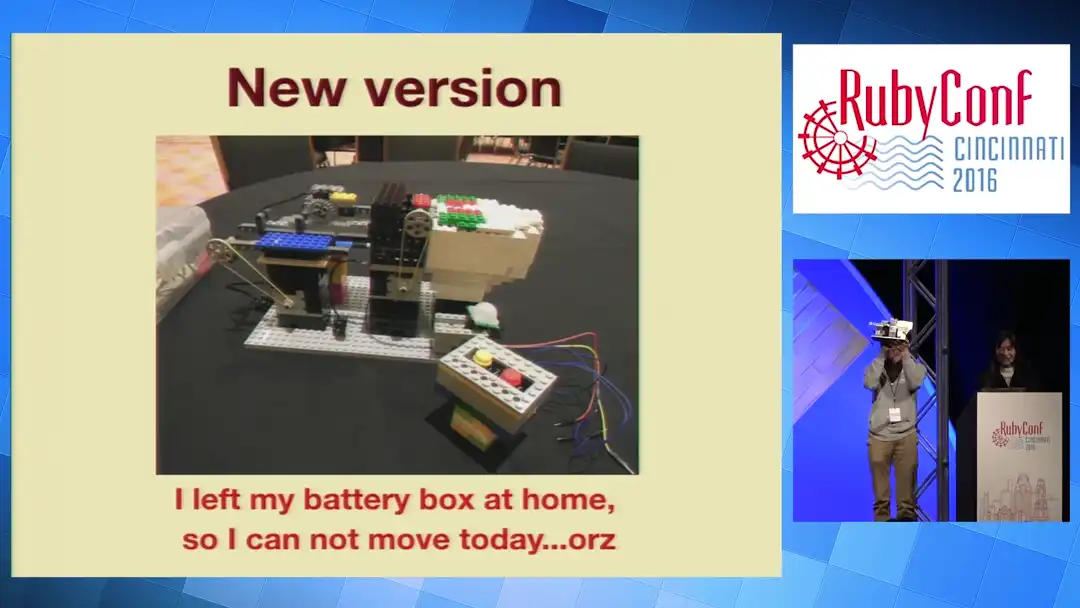 New version
I left my battery box at home,
so I can not move today...orz
RubyConf
CINCINNATI
2016
RubyConf
CINCINNATI
2016